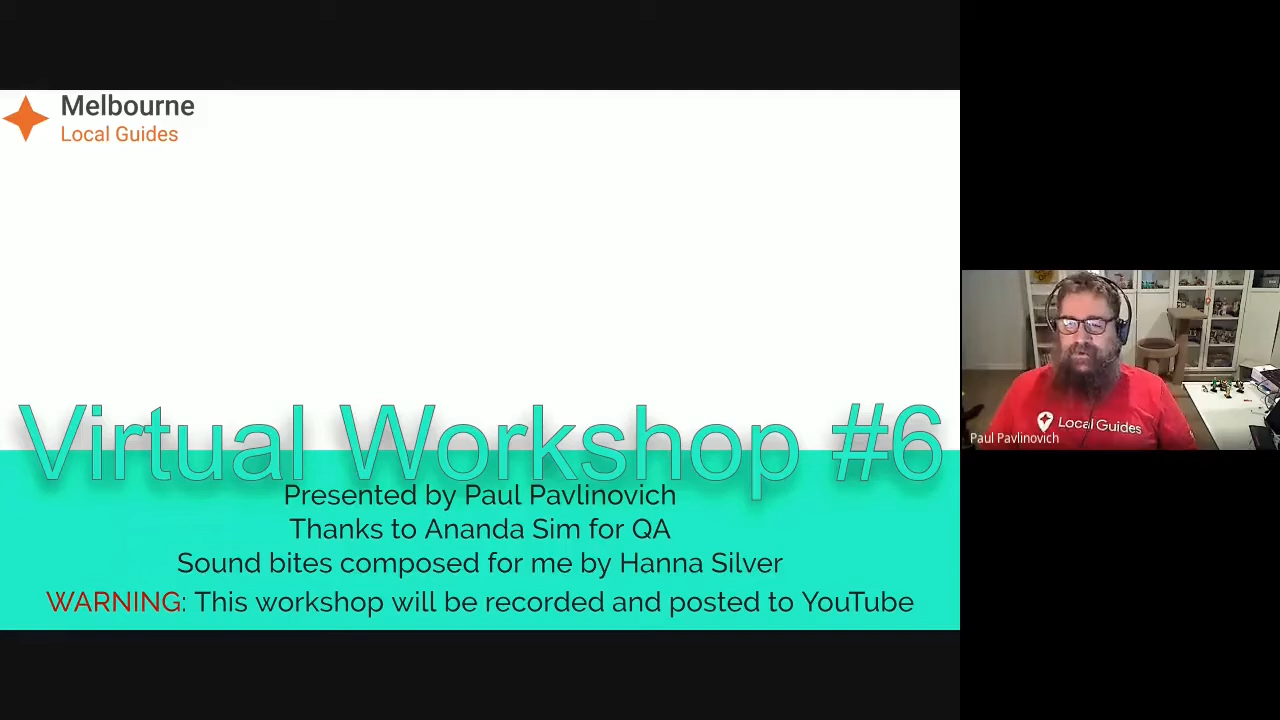 Melbourne
Local Guides
Virtual Workshop #6
Presented by Paul Pavlinovich
Thanks to Ananda Sim for QA
Sound bites composed for me by Hanna Silver
WARNING: This workshop will be recorded and posted to YouTube
Local Guides
Paul Pavlinovich